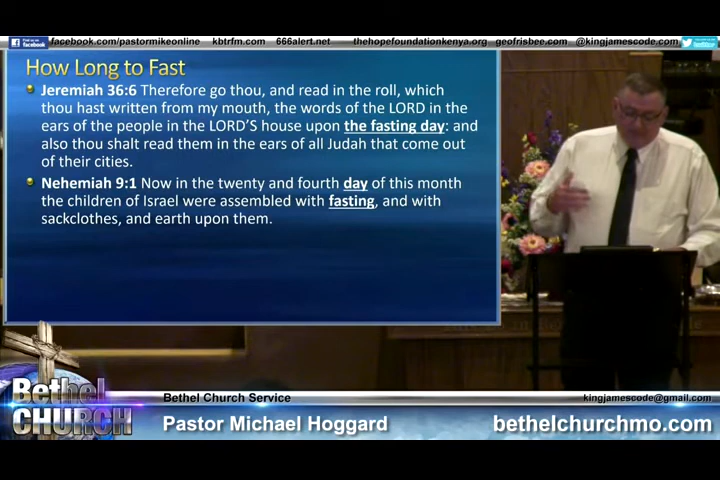 Find us on facebook
facebook.com/pastormikeonline kbtrfm.com 666alert.net thehopefoundationkenya.org geofrisbee.com @kingjamescode.com twitter
How Long to Fast
Jeremiah 36:6 Therefore go thou, and read in the roll, which
thou hast written from my mouth, the words of the LORD in the
ears of the people in the LORD'S house upon the fasting day: and
also thou shalt read them in the ears of all Judah that come out
of their cities.
Nehemiah 9:1 Now in the twenty and fourth day of this month
the children of Israel were assembled with fasting, and with
sackclothes, and earth upon them.
Bethel
CHURCH
Bethel Church Service
kingjamescode@gmail.com
Pastor Michael Hoggard
bethelchurchmo.com